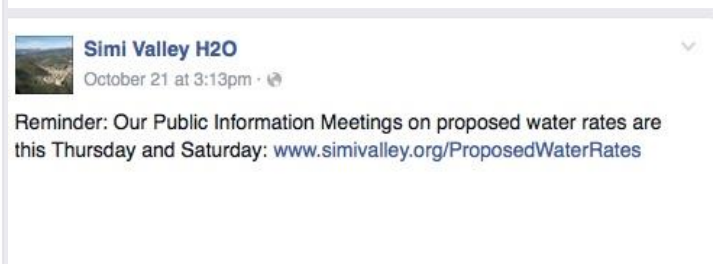 Simi Valley H2O
October 21 at 3:13pm ·
Reminder: Our Public Information Meetings on proposed water rates are
this Thursday and Saturday: www.simivalley.org/ProposedWaterRates